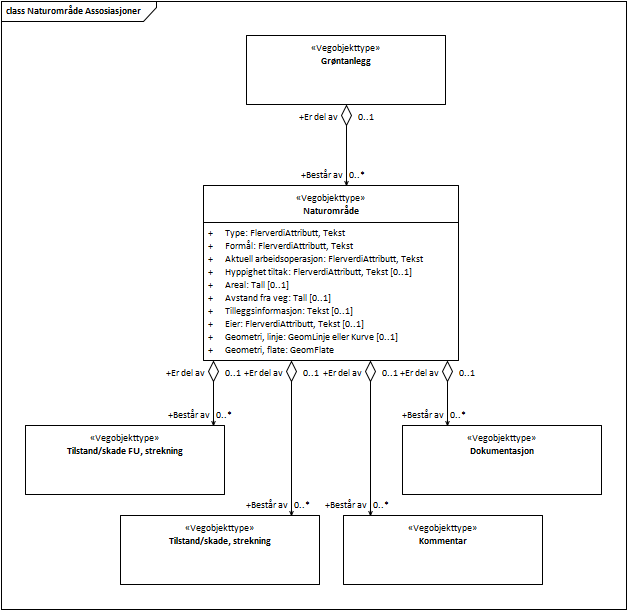 class Naturområde Assosiasjoner
«Vegobjekttype»
Grøntanlegg
+Er del av 0..1
+Består av 0..*
«Vegobjekttype»
Naturområde
+ Type: FlerverdiAttributt, Tekst
+ Formål: FlerverdiAttributt, Tekst
+ Aktuell arbeidsoperasjon: FlerverdiAttributt, Tekst
+ Hyppighet tiltak: FlerverdiAttributt, Tekst [0..1]
+ Areal: Tall [0..1]
+ Avstand fra veg: Tall [0..1]
+ Tilleggsinformasjon: Tekst [0..1]
+ Eier: FlerverdiAttributt, Tekst [0..1]
+ Geometri, linje: GeomLinje eller Kurve [0..1]
+ Geometri, flate: GeomFlate
+Er del av 0..1 +Er del av 0..1 +Er del av 0..1 +Er del av 0..1
+Består av 0..* +Består av 0..*
«Vegobjekttype»
Tilstand/skade FU, strekning
«Vegobjekttype»
Dokumentasjon
+Består av 0..* +Består av 0..*
«Vegobjekttype»
Tilstand/skade, strekning
«Vegobjekttype»
Kommentar